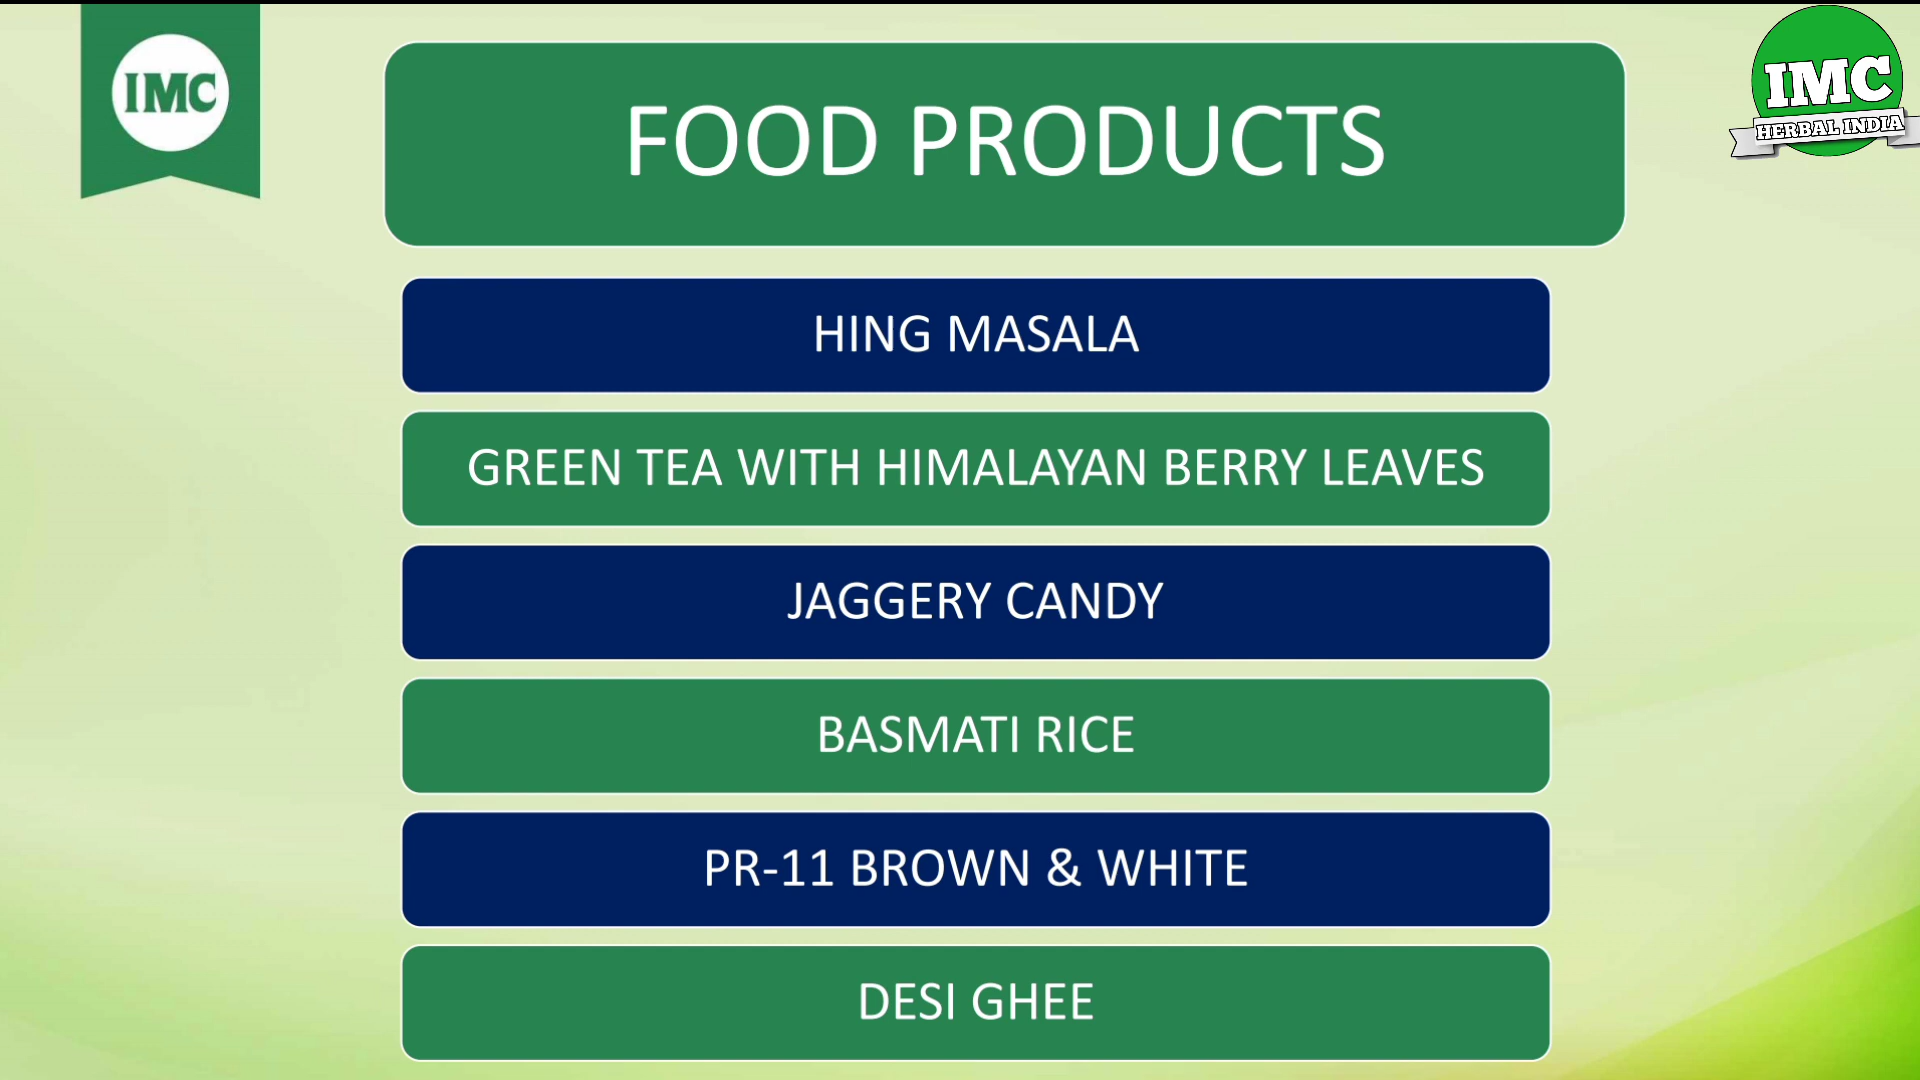 IMC
IMC
HERBAL INDIA
FOOD PRODUCTS
HING MASALA
GREEN TEA WITH HIMALAYAN BERRY LEAVES
JAGGERY CANDY
BASMATI RICE
PR-11 BROWN & WHITE
DESI GHEE